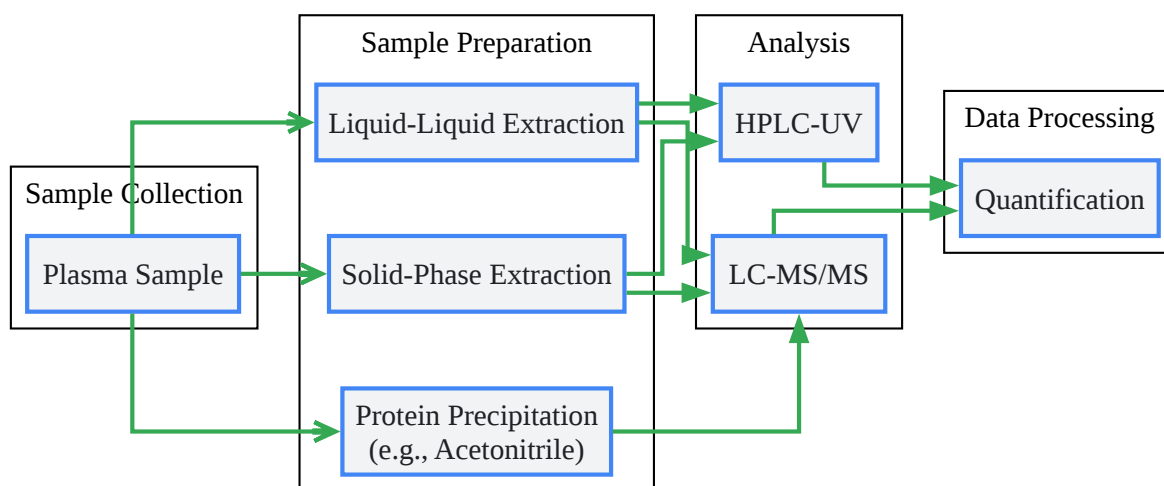 Sample Collection
Plasma Sample
Sample Preparation
Liquid-Liquid Extraction
Solid-Phase Extraction
Protein Precipitation
(e.g., Acetonitrile)
Analysis
HPLC-UV
LC-MS/MS
Data Processing
Quantification